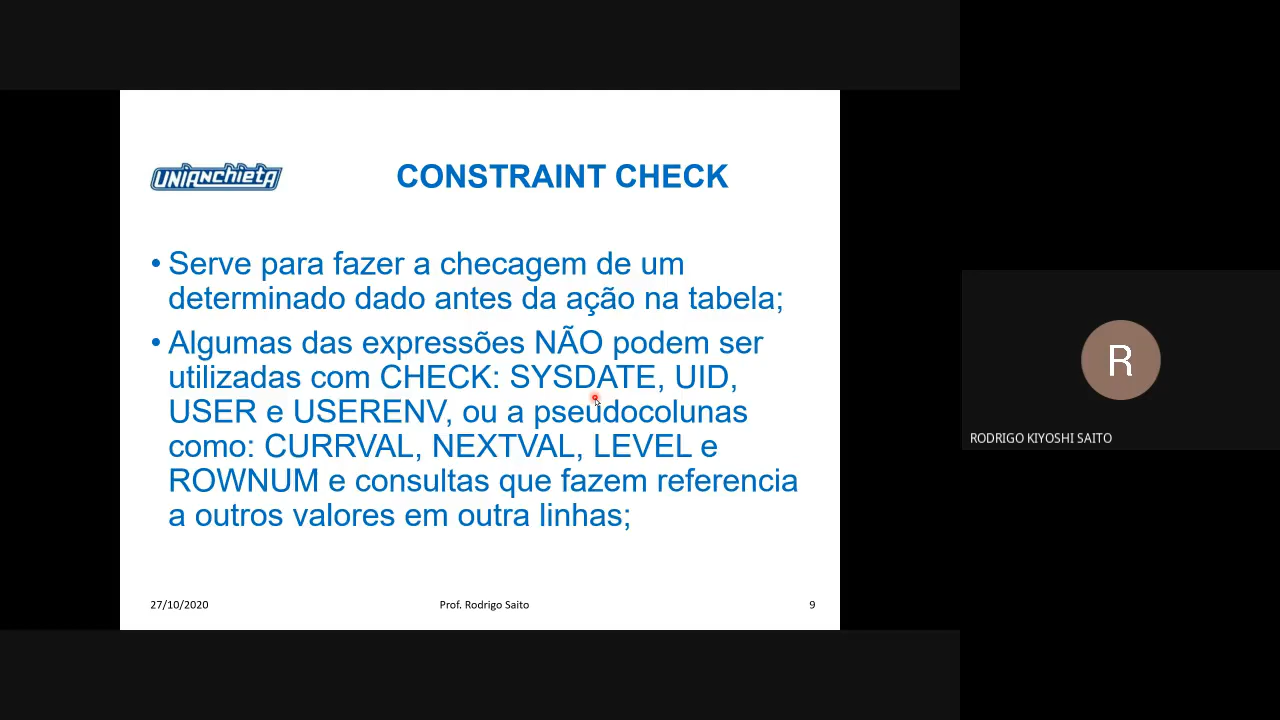 UNIANCHIETA
CONSTRAINT CHECK
• Serve para fazer a checagem de um
determinado dado antes da ação na tabela;
• Algumas das expressões NÃO podem ser
utilizadas com CHECK: SYSDATE, UID,
USER e USERENV, ou a pseudocolunas
como: CURRVAL, NEXTVAL, LEVEL e
ROWNUM e consultas que fazem referencia
a outros valores em outra linhas;
27/10/2020
Prof. Rodrigo Saito
9
R
RODRIGO KIYOSHI SAITO